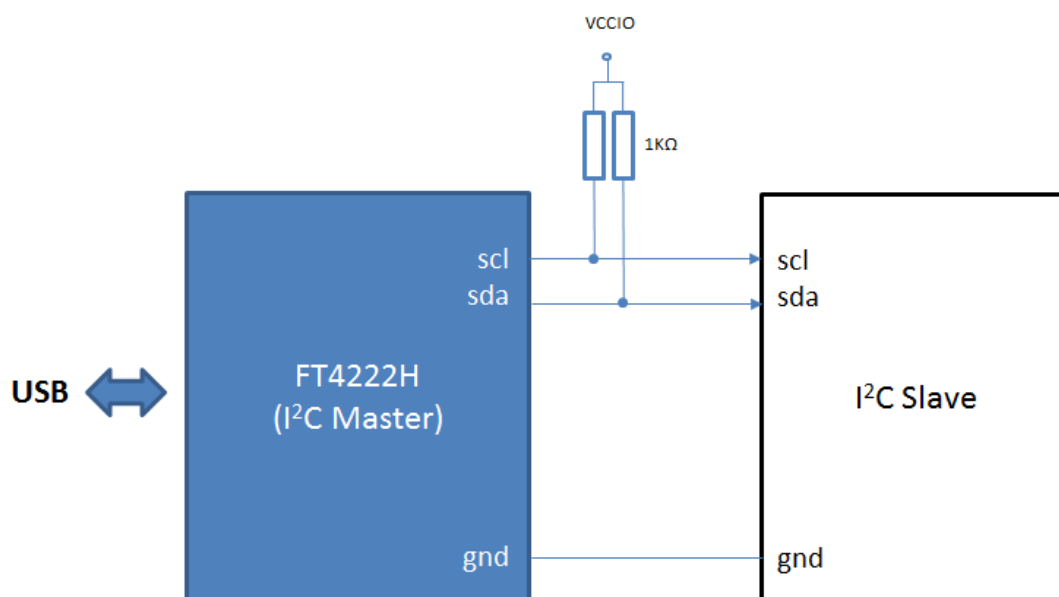 VCCIO
1KΩ
scl
scl
sda
sda
USB
FT4222H
(I²C Master)
I²C Slave
gnd
gnd